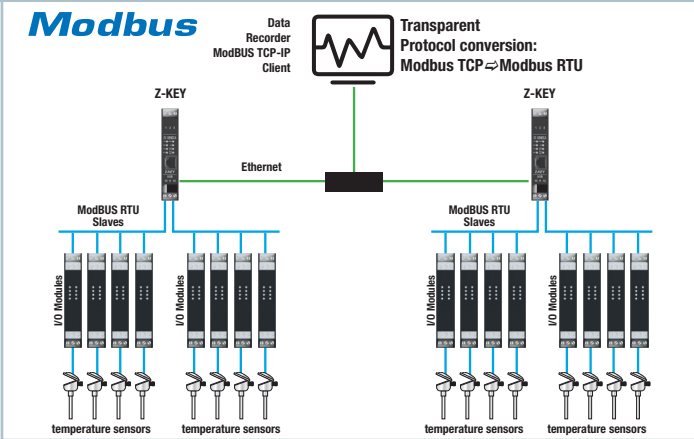 Modbus
Data
Recorder
ModBUS TCP-IP
Client
Transparent
Protocol conversion:
Modbus TCP⇨Modbus RTU
Z-KEY
Z-KEY
Ethernet
ModBUS RTU
Slaves
ModBUS RTU
Slaves
I/O Modules
I/O Modules
I/O Modules
I/O Modules
temperature sensors
temperature sensors
temperature sensors
temperature sensors